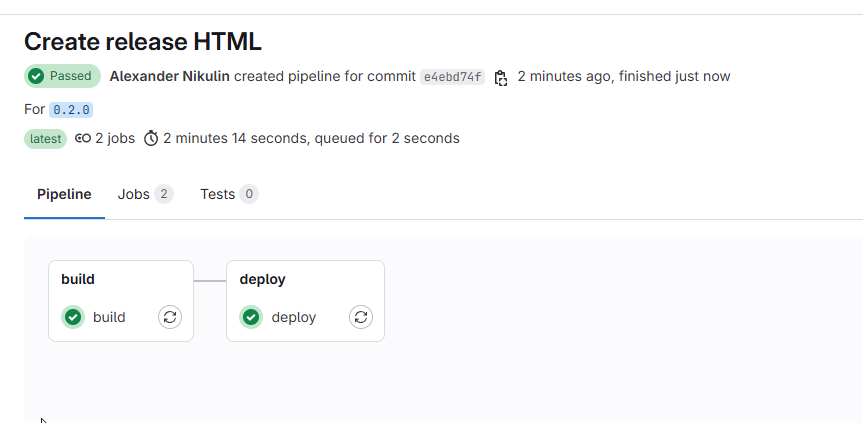 Create release HTML
Passed Alexander Nikulin created pipeline for commit e4ebd74f 2 minutes ago, finished just now
For 0.2.0
latest 2 jobs 2 minutes 14 seconds, queued for 2 seconds
Pipeline Jobs 2 Tests 0
build deploy
build deploy